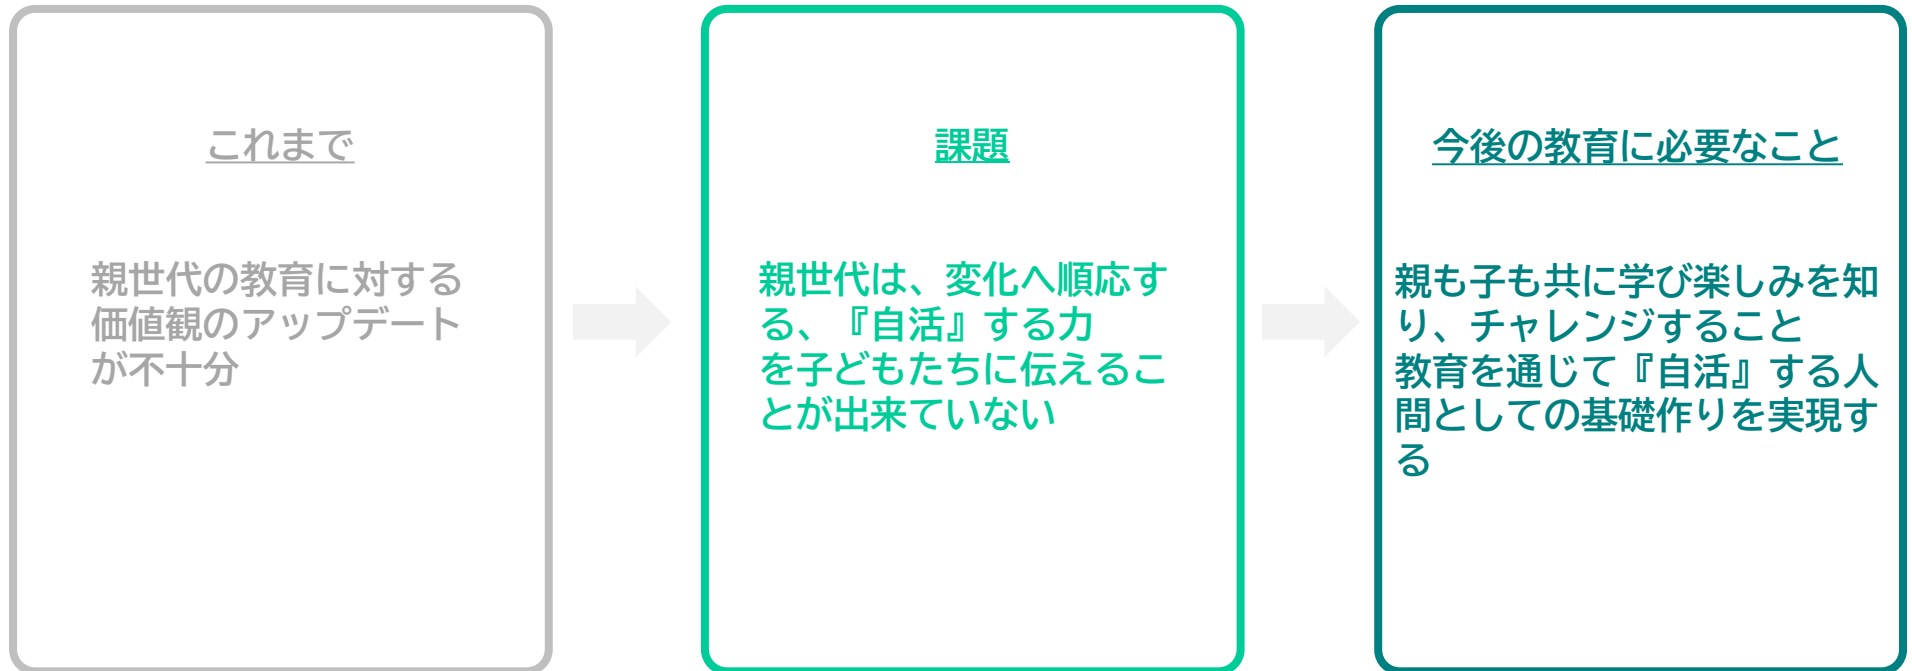 これまで
親世代の教育に対する
価値観のアップデート
が不十分
課題
親世代は、変化へ順応す
る、『自活』する力
を子どもたちに伝えるこ
とが出来ていない
今後の教育に必要なこと
親も子も共に学び楽しみを知
り、チャレンジすること
教育を通じて『自活』する人
間としての基礎作りを実現す
る